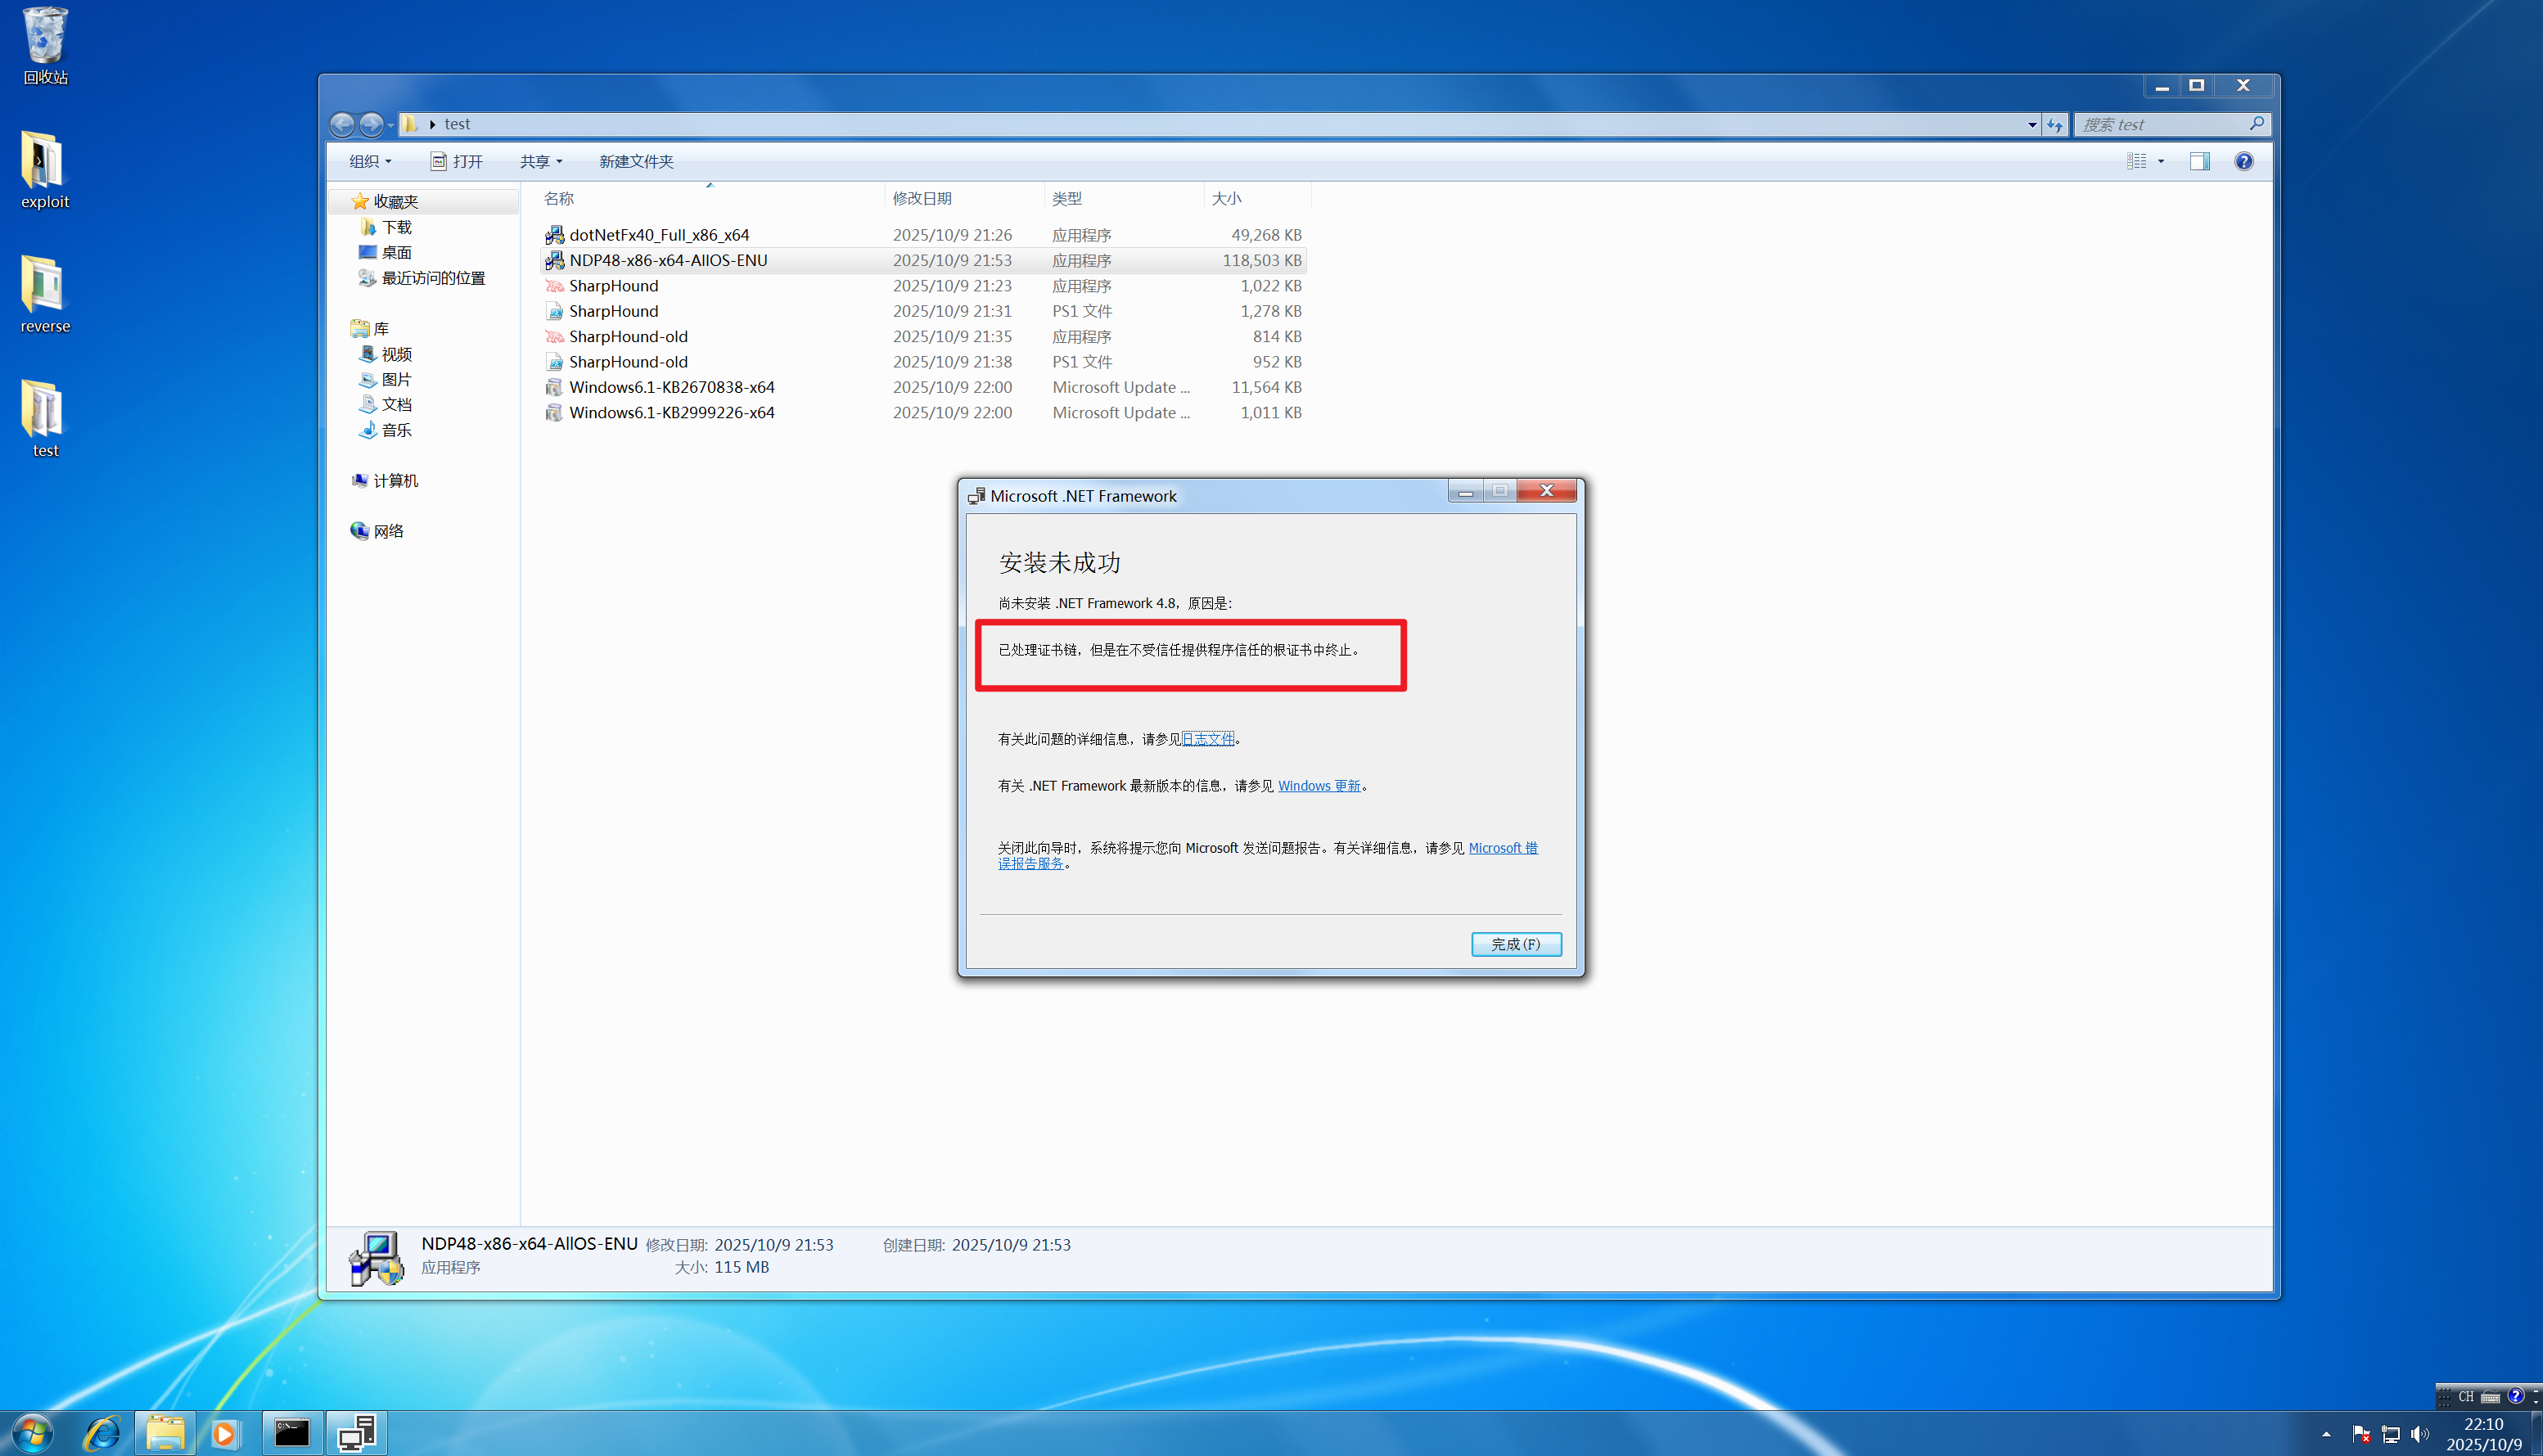 回收站
exploit
reverse
test
test
搜索 test
组织
打开
共享
新建文件夹
收藏夹
下载
桌面
最近访问的位置
库
视频
图片
文档
音乐
计算机
网络
名称 修改日期 类型 大小
dotNetFx40_Full_x86_x64 2025/10/9 21:26 应用程序 49,268 KB
NDP48-x86-x64-AllOS-ENU 2025/10/9 21:53 应用程序 118,503 KB
SharpHound 2025/10/9 21:23 应用程序 1,022 KB
SharpHound 2025/10/9 21:31 PS1 文件 1,278 KB
SharpHound-old 2025/10/9 21:35 应用程序 814 KB
SharpHound-old 2025/10/9 21:38 PS1 文件 952 KB
Windows6.1-KB2670838-x64 2025/10/9 22:00 Microsoft Update ... 11,564 KB
Windows6.1-KB2999226-x64 2025/10/9 22:00 Microsoft Update ... 1,011 KB
Microsoft .NET Framework
安装未成功
尚未安装 .NET Framework 4.8，原因是：
已处理证书链，但是在不受信任提供程序信任的根证书中终止。
有关此问题的详细信息，请参见日志文件。
有关 .NET Framework 最新版本的信息，请参见 Windows 更新。
关闭此向导时，系统将提示您向 Microsoft 发送问题报告。有关详细信息，请参见 Microsoft 错
误报告服务。
完成(F)
NDP48-x86-x64-AllOS-ENU 修改日期: 2025/10/9 21:53 创建日期: 2025/10/9 21:53
应用程序 大小: 115 MB
CH
22:10
2025/10/9